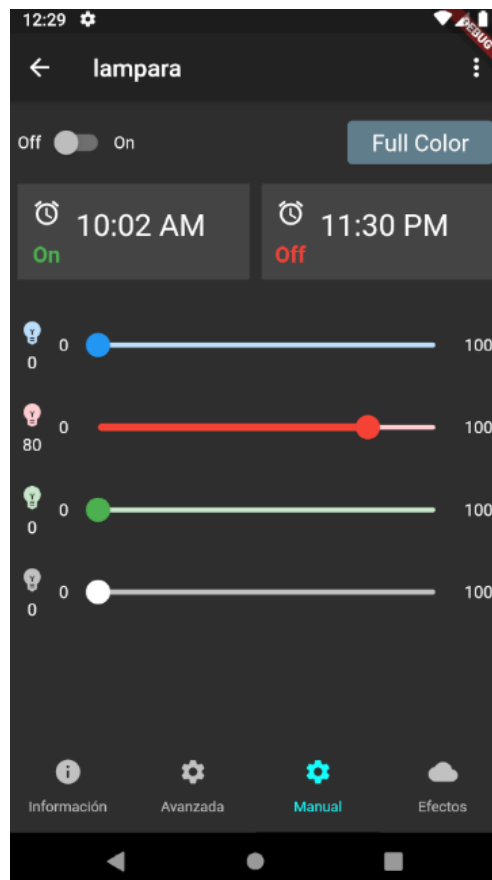 12:29
DEBUG
lampara
Off On Full Color
10:02 AM 11:30 PM
On Off
0 100
0
0 100
80
0 100
0
0 100
0
Información Avanzada Manual Efectos